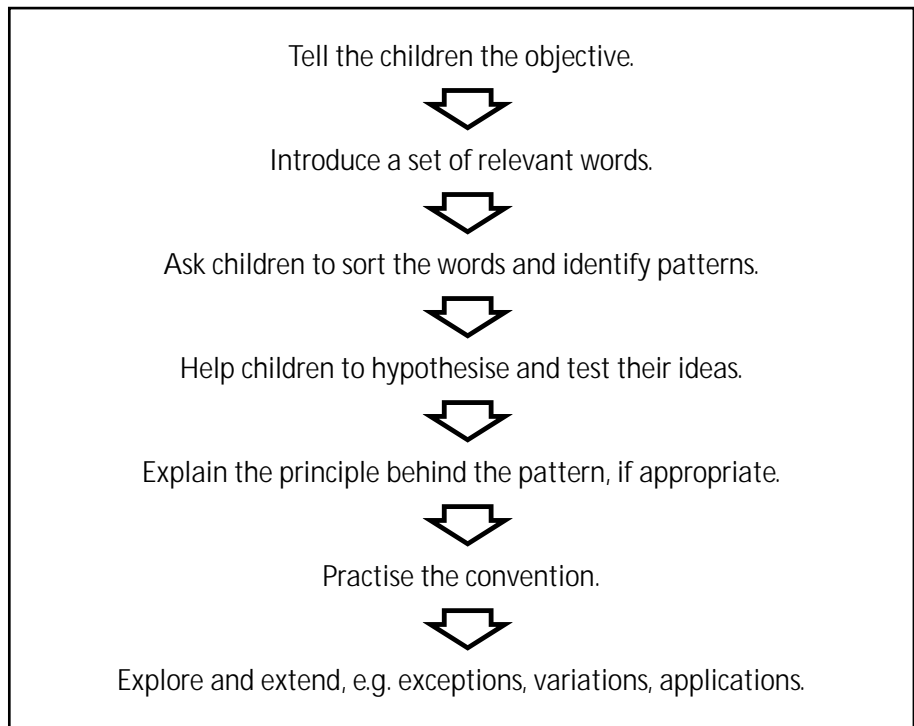 Tell the children the objective.
Introduce a set of relevant words.
Ask children to sort the words and identify patterns.
Help children to hypothesise and test their ideas.
Explain the principle behind the pattern, if appropriate.
Practise the convention.
Explore and extend, e.g. exceptions, variations, applications.